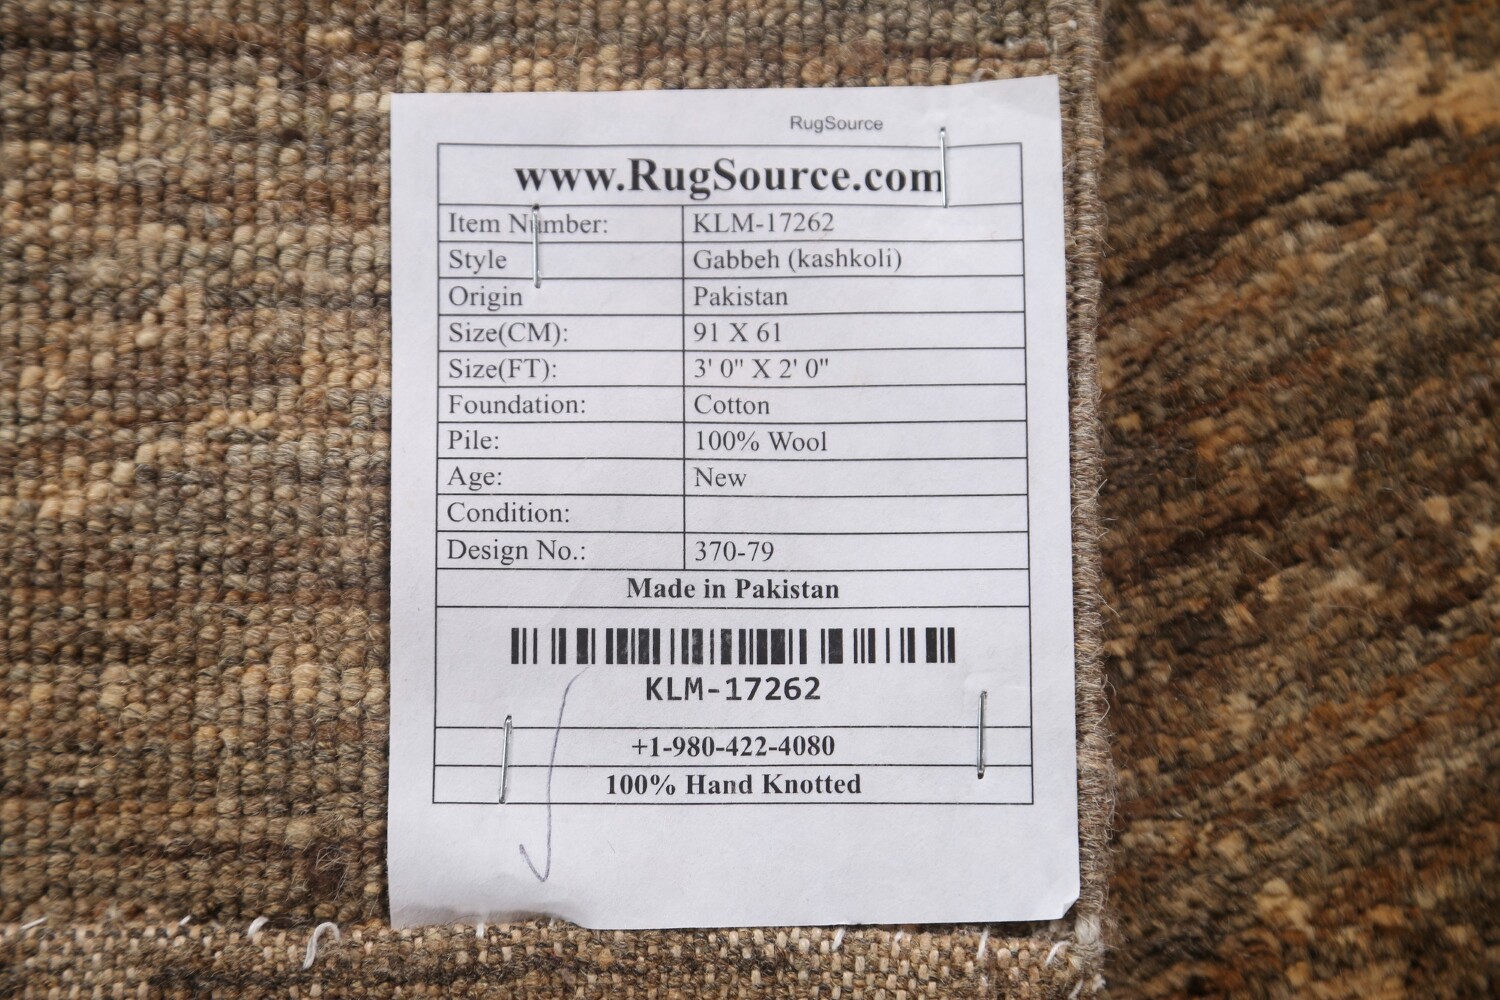 RugSource
www.RugSource.com
Item Number: KLM-17262
Style Gabbeh (kashkoli)
Origin Pakistan
Size(CM): 91 X 61
Size(FT): 3' 0" X 2' 0"
Foundation: Cotton
Pile: 100% Wool
Age: New
Condition:
Design No.: 370-79
Made in Pakistan
KLM-17262
+1-980-422-4080
100% Hand Knotted